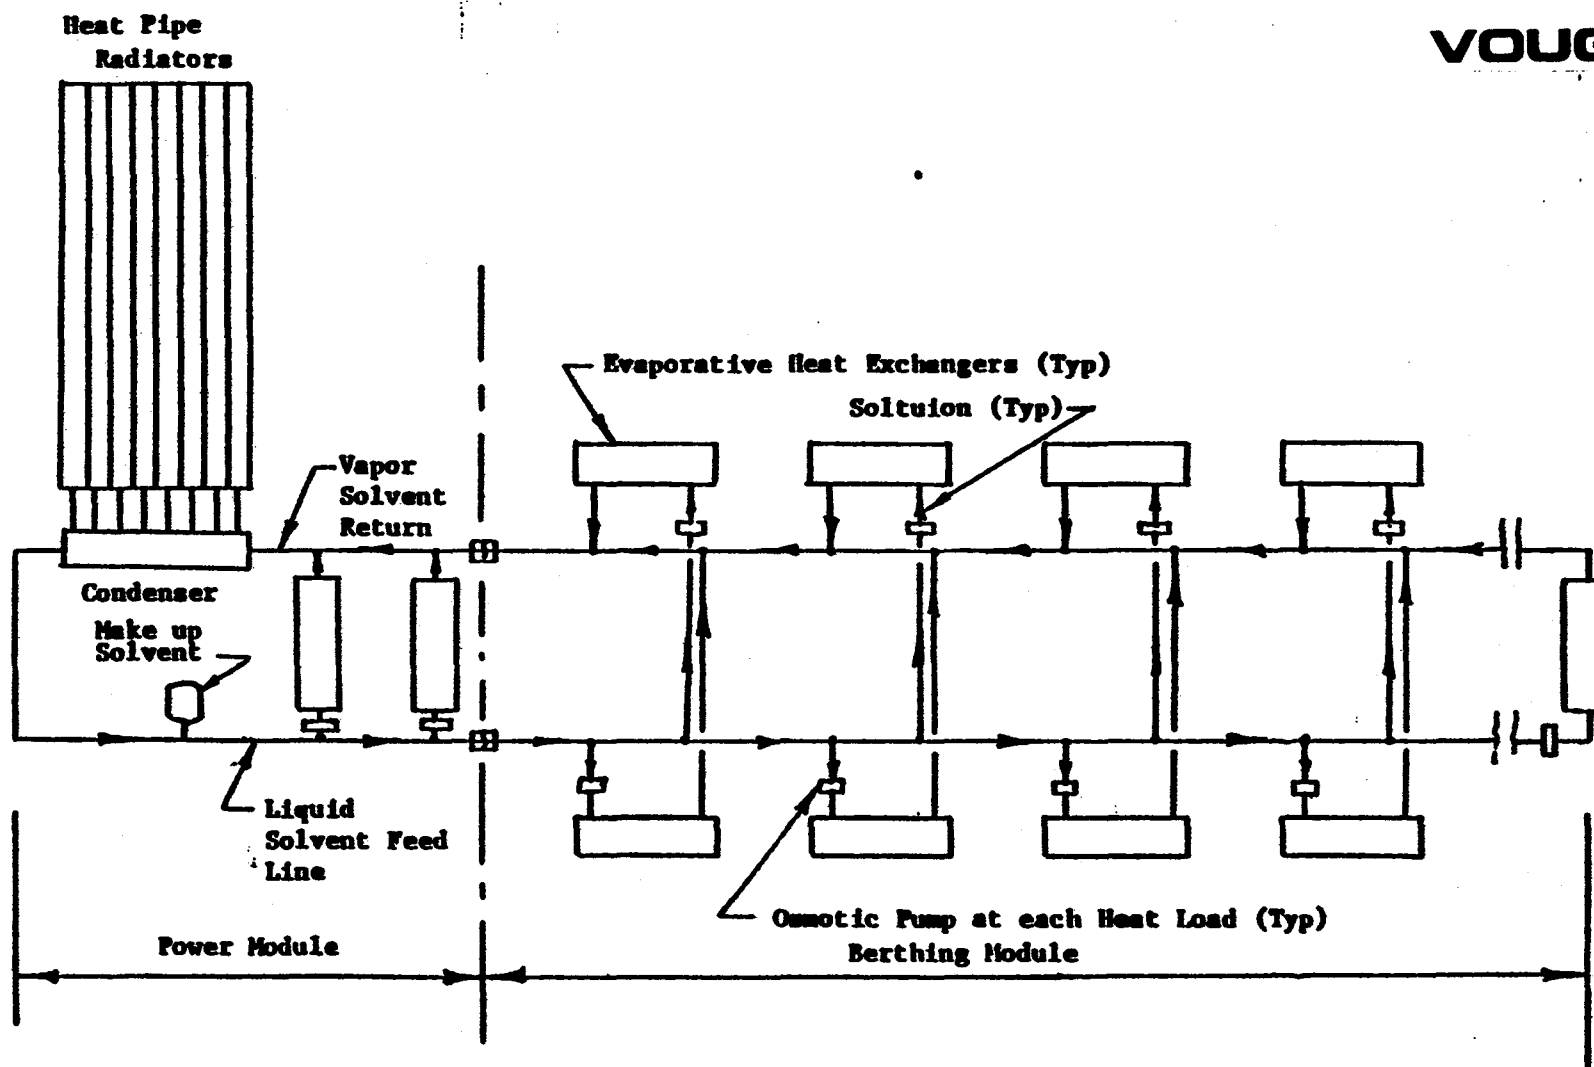 Heat Pipe
Radiators
VOUG
Evaporative Heat Exchangers (Typ)
Soltuion (Typ)
Vapor
Solvent
Return
Condenser
Make up
Solvent
Liquid
Solvent Feed
Line
Osmotic Pump at each Heat Load (Typ)
Power Module
Berthing Module